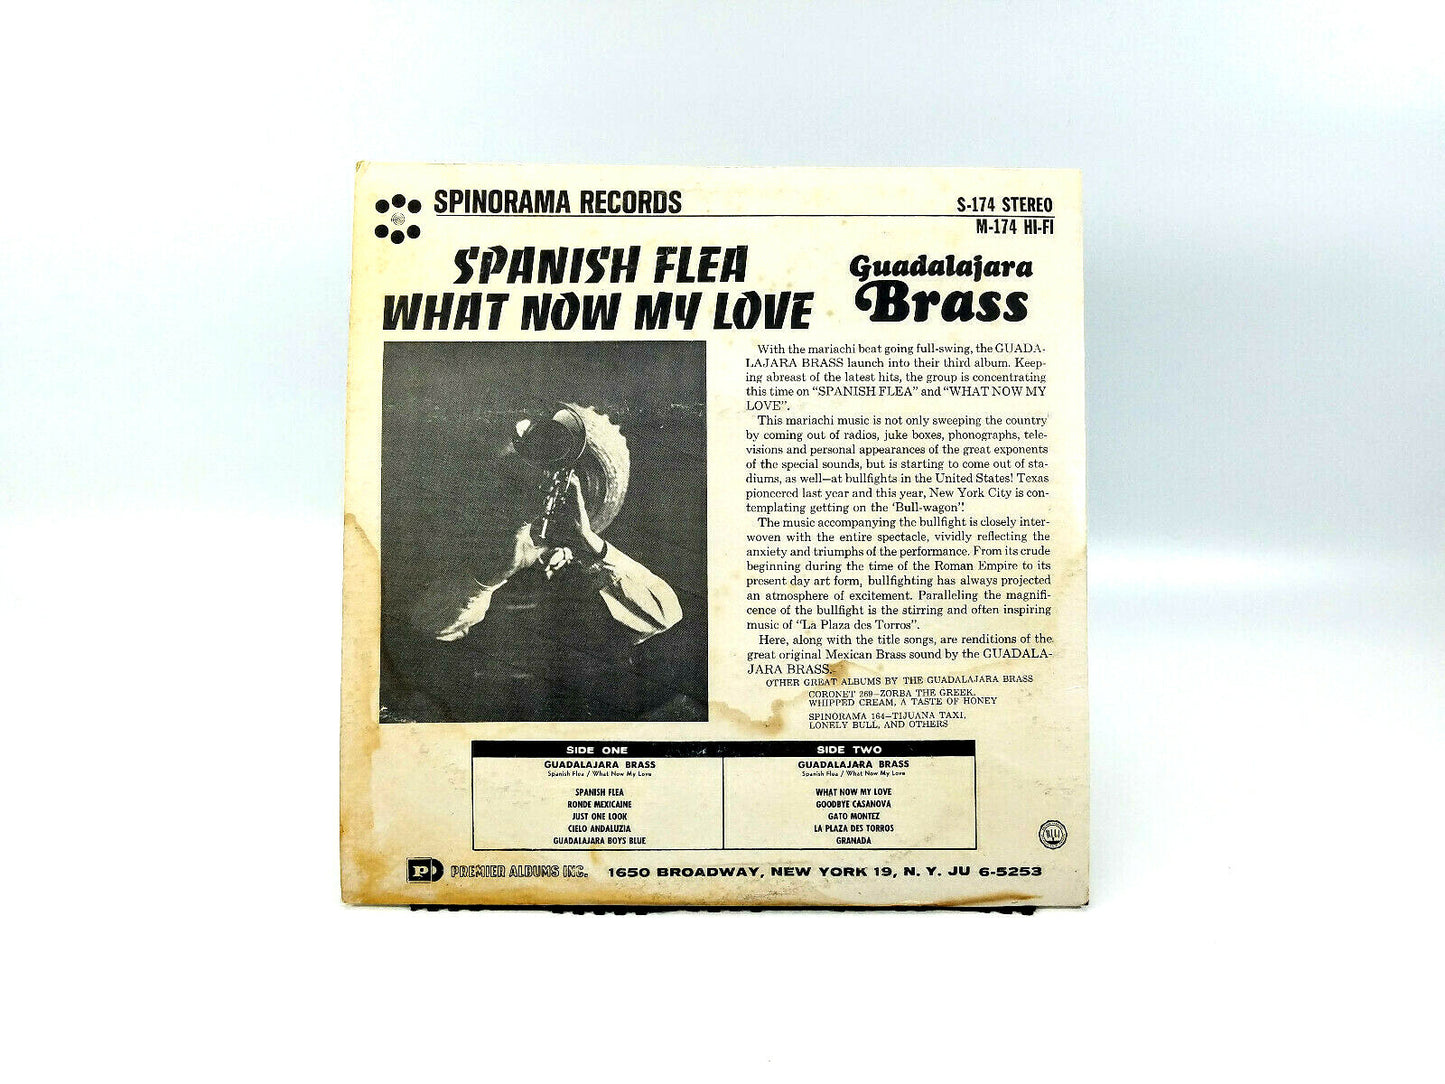 SPINORAMA RECORDS
S-174 STEREO
M-174 HI-FI
SPANISH FLEA
WHAT NOW MY LOVE
Guadalajara
Brass
With the mariachi beat going full-swing, the GUADA-
LAJARA BRASS launch into their third album. Keep-
ing abreast of the latest hits, the group is concentrating
this time on "SPANISH FLEA" and "WHAT NOW MY
LOVE".
This mariachi music is not only sweeping the country
by coming out of radios, juke boxes, phonographs, tele-
visions and personal appearances of the great exponents
of the special sounds, but is starting to come out of sta-
diums, as well—at bullfights in the United States! Texas
pioneered last year and this year, New York City is con-
templating getting on the 'Bull-wagon".
The music accompanying the bullfight is closely inter-
woven with the entire spectacle, vividly reflecting the
anxiety and triumphs of the performance. From its crude
beginning during the time of the Roman Empire to its
present day art form, bullfighting has always projected
an atmosphere of excitement. Paralleling the magnifi-
cence of the bullfight is the stirring and often inspiring
music of "La Plaza des Torros".
Here, along with the title songs, are renditions of the
great original Mexican Brass sound by the GUADALA-
JARA BRASS.
OTHER GREAT ALBUMS BY THE GUADALAJARA BRASS
CORONET 269—ZORBA THE GREEK,
WHIPPED CREAM, A TASTE OF HONEY
SPINORAMA 164—TIJUANA TAXI,
LONELY BULL, AND OTHERS
SIDE ONE
GUADALAJARA BRASS
Spanish Flea / What Now My Love
SPANISH FLEA
RONDE MEXICAINE
JUST ONE LOOK
CIELO ANDALUZIA
GUADALAJARA BOYS BLUE
SIDE TWO
GUADALAJARA BRASS
Spanish Flea / What Now My Love
WHAT NOW MY LOVE
GOODBYE CASANOVA
GATO MONTEZ
LA PLAZA DES TORROS
GRANADA
P PREMIER ALBUMS INC. 1650 BROADWAY, NEW YORK 19, N. Y. JU 6-5253